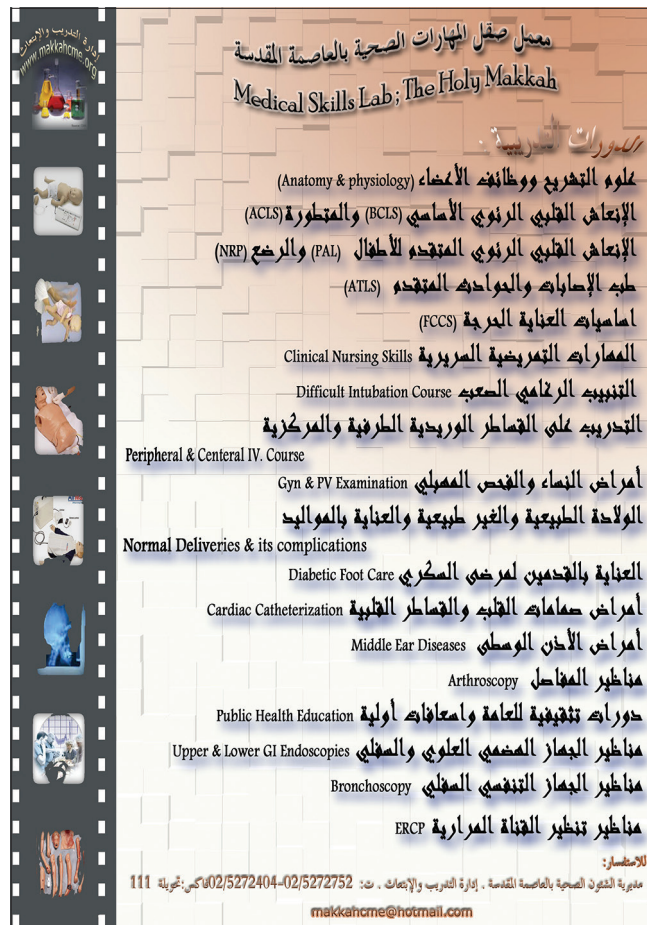 إدارة التدريب والإبتعاث
www.makkahcme.org
معمل صقل المهارات الصحية بالعاصمة المقدسة
Medical Skills Lab ; The Holy Makkah
الدورات التدريبية .
علوم التشريح ووظائف الأعضاء (Anatomy & physiology)
الإنعاش القلبي الرئوي الأساسي (BCLS) والمتطورة (ACLS)
الإنعاش القلبي الرئوي المتقدم للأطفال (PAL) والرضع (NRP)
طب الإصابات والحوادث المتقدم (ATLS)
اساسيات العناية الحرجة (FCCS)
المهارات التمريضية السريرية Clinical Nursing Skills
التنبيب الرغامي الصعب Difficult Intubation Course
التدريب على القساطر الوريدية الطرفية والمركزية
Peripheral & Centeral IV. Course
أمراض النساء والفحص المهبلي Gyn & PV Examination
الولادة الطبيعية والغير طبيعية والعناية بالمواليد
Normal Deliveries & its complications
العناية بالقدمين لمرضى السكري Diabetic Foot Care
أمراض صمامات القلب والقساطر القلبية Cardiac Catheterization
أمراض الأذن الوسطى Middle Ear Diseases
مناظير المفاصل Arthroscopy
دورات تثقيفية للعامة واسعافات أولية Public Health Education
مناظير الجهاز الهضمي العلوي والسفلي Upper & Lower GI Endoscopies
مناظير الجهاز التنفسي السفلي Bronchoscopy
مناظير تنظير القناة المرارية ERCP
للاستفسار:
مديرية الشئون الصحية بالعاصمة المقدسة . إدارة التدريب والإبتعاث . ت: 02/5272752-02/5272404 فاكس: تحويلة 111
makkahcme@hotmail.com